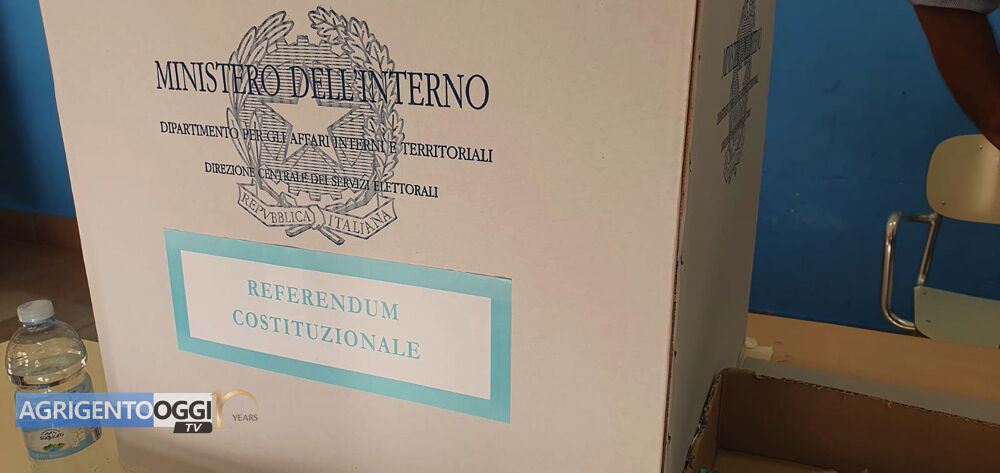 MINISTERO DELL'INTERNO
DIPARTIMENTO PER GLI AFFARI INTERNI E TERRITORIALI
DIREZIONE CENTRALE DEI SERVIZI ELETTORALI
REPVBBLICA ITALIANA
REFERENDUM
COSTITUZIONALE
AGRIGENTOOGGI
TV
10 YEARS